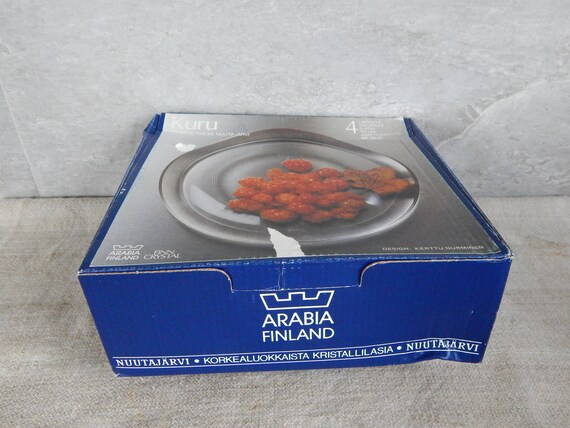 Kuru
4
ARABIA
FINLAND
FINN
CRYSTAL
DESIGN: KERTTU NURMINEN
ARABIA
FINLAND
NUUTAJÄRVI • KORKEALUOKKAISTA KRISTALLILASIA • NUUTAJÄRVI